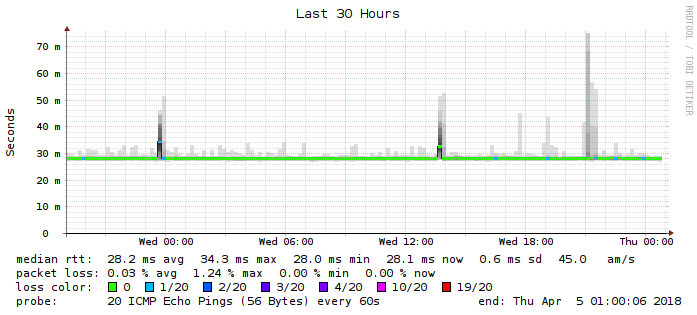 Last 30 Hours
RRDTOOL / TOBI OETIKER
Seconds
70 m
60 m
50 m
40 m
30 m
20 m
10 m
0
Wed 00:00 Wed 06:00 Wed 12:00 Wed 18:00 Thu 00:00
median rtt: 28.2 ms avg 34.3 ms max 28.0 ms min 28.1 ms now 0.6 ms sd 45.0 am/s
packet loss: 0.03 % avg 1.24 % max 0.00 % min 0.00 % now
loss color: 0 1/20 2/20 3/20 4/20 10/20 19/20
probe: 20 ICMP Echo Pings (56 Bytes) every 60s end: Thu Apr 5 01:00:06 2018